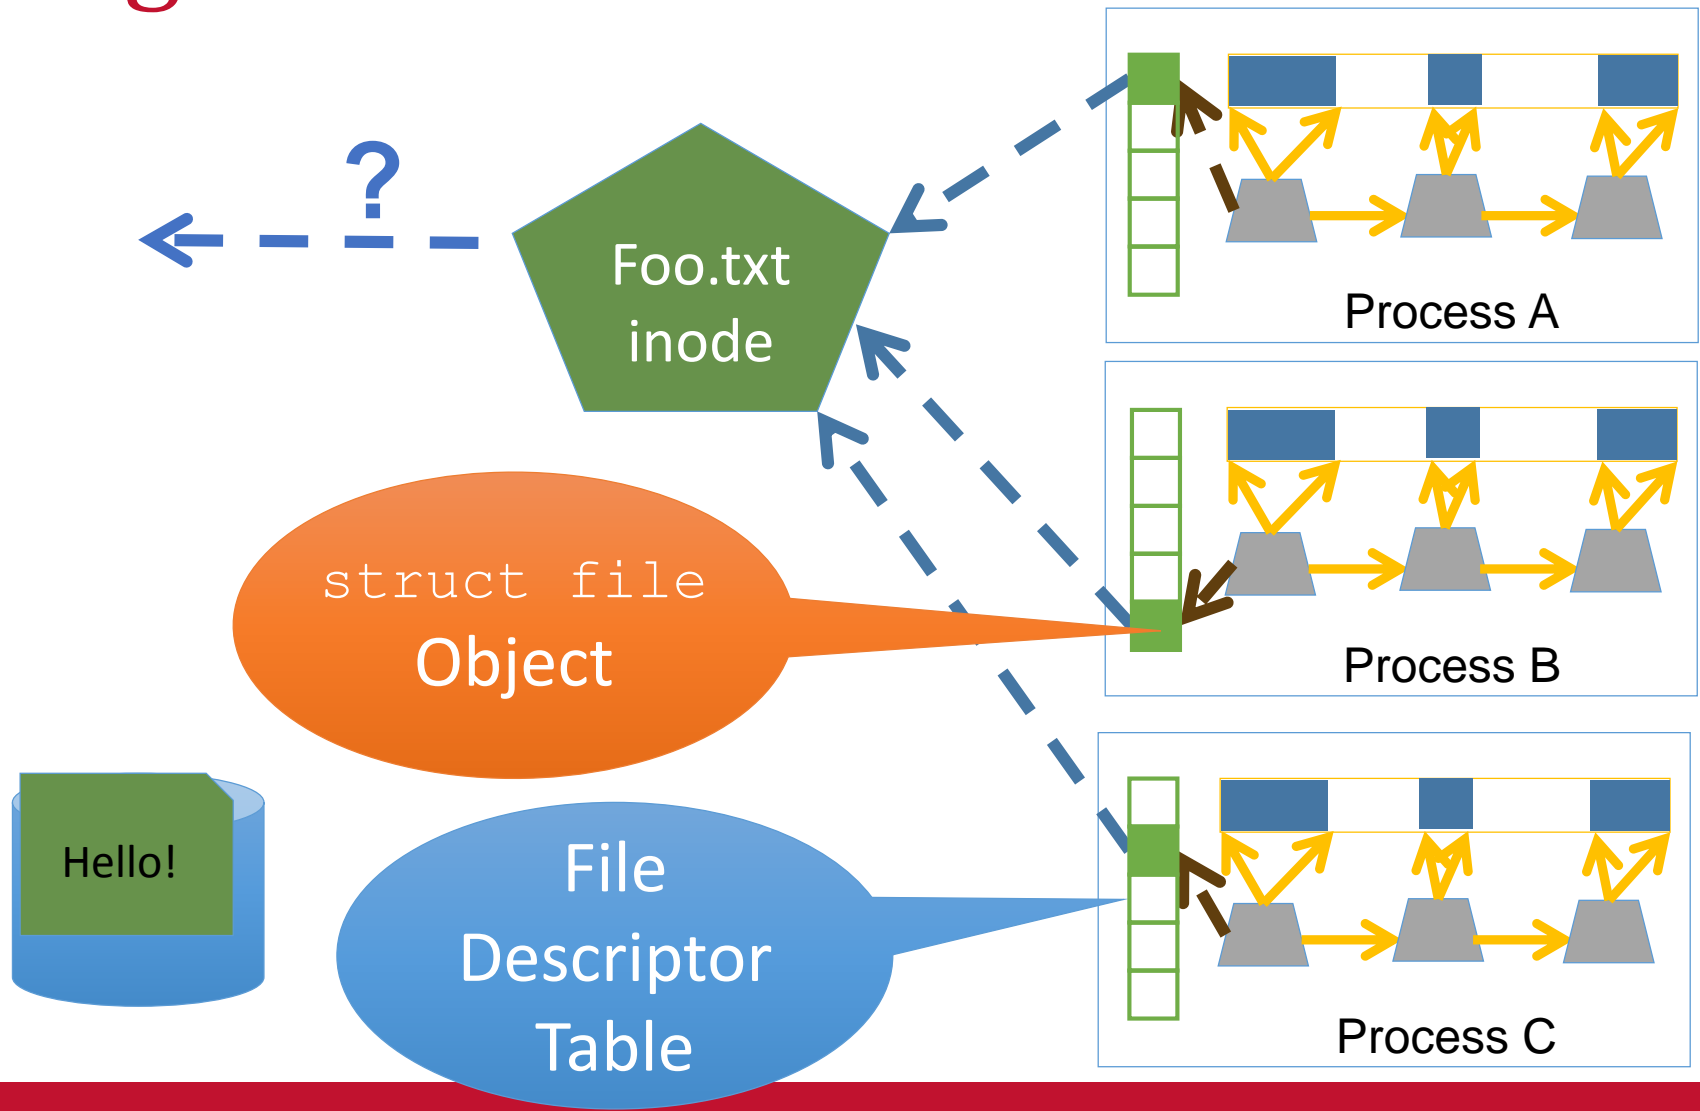 ?
Foo.txt
inode
Process A
struct file
Object
Process B
Hello!
File
Descriptor
Table
Process C